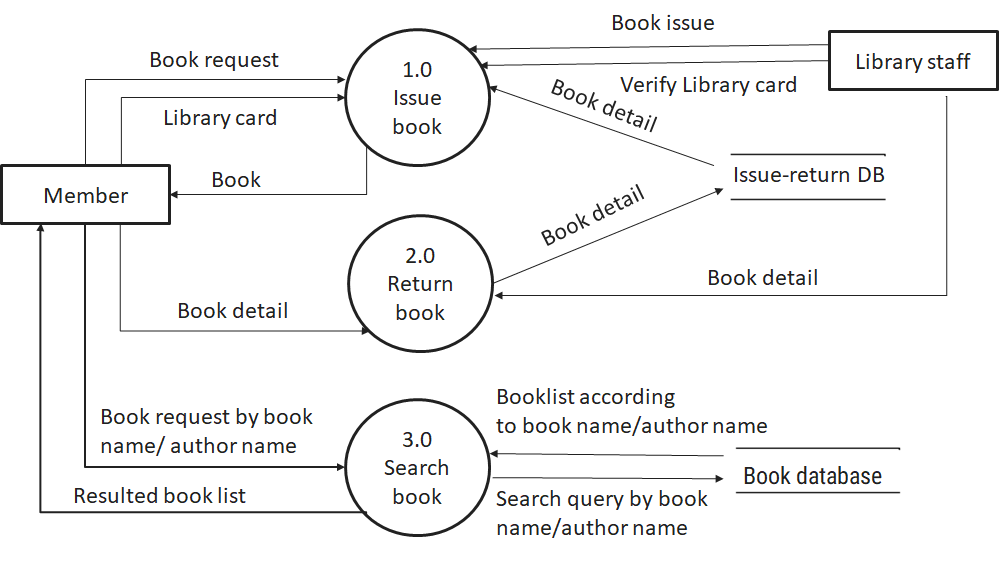 Book issue
Book request
1.0
Issue
book
Library staff
Verify Library card
Library card
Book detail
Book
Member
Issue-return DB
Book detail
2.0
Return
book
Book detail
Book detail
Book request by book
name/ author name
3.0
Search
book
Booklist according
to book name/author name
Book database
Resulted book list
Search query by book
name/author name